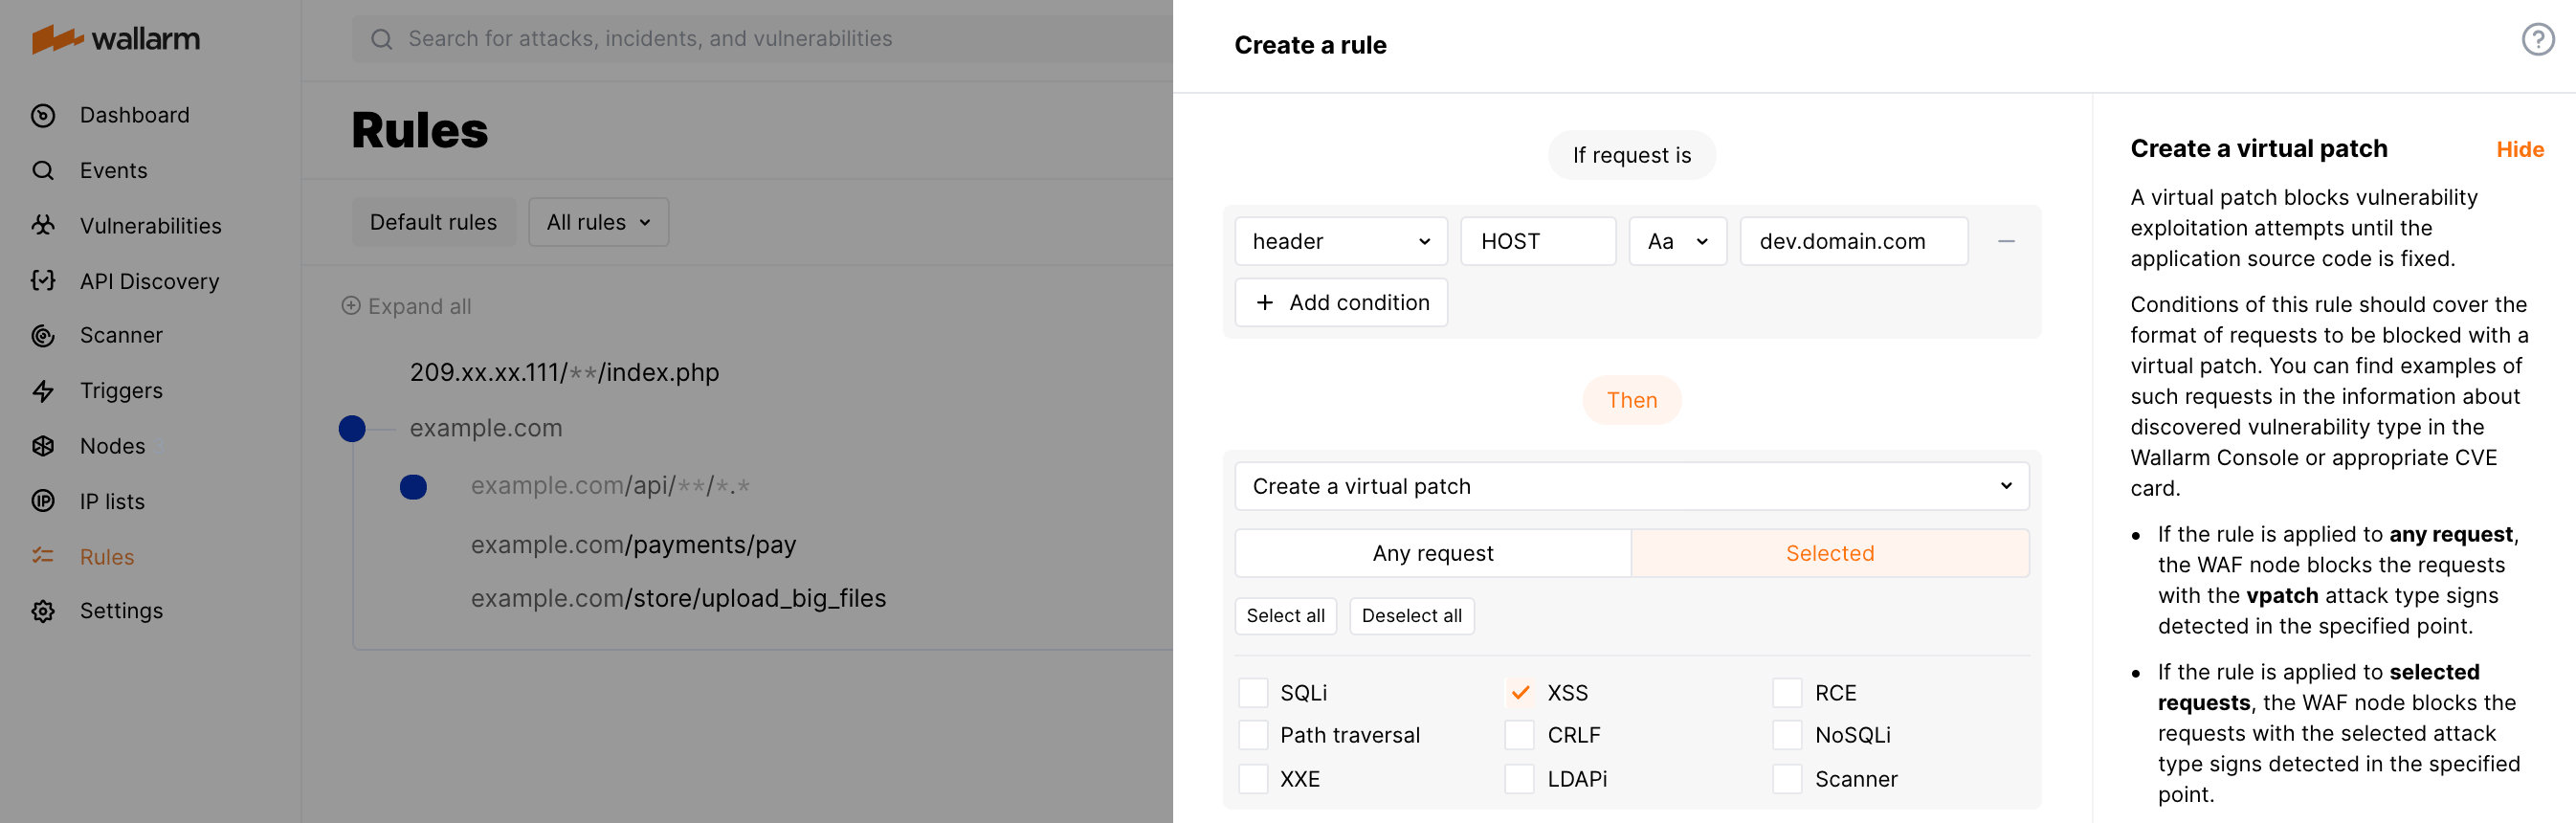 wallarm
Dashboard
Events
Vulnerabilities
API Discovery
Scanner
Triggers
Nodes
IP lists
Rules
Settings
Search for attacks, incidents, and vulnerabilities
Rules
Default rules
All rules
Expand all
209.xx.xx.111/**/index.php
example.com
example.com/api/**/*.*
example.com/payments/pay
example.com/store/upload_big_files
Create a rule
?
If request is
header
HOST
Aa
dev.domain.com
+ Add condition
Then
Create a virtual patch
Any request
Selected
Select all
Deselect all
SQLi
XSS
RCE
Path traversal
CRLF
NoSQLi
XXE
LDAPi
Scanner
Create a virtual patch
Hide
A virtual patch blocks vulnerability
exploitation attempts until the
application source code is fixed.
Conditions of this rule should cover the
format of requests to be blocked with a
virtual patch. You can find examples of
such requests in the information about
discovered vulnerability type in the
Wallarm Console or appropriate CVE
card.
• If the rule is applied to any request,
the WAF node blocks the requests
with the vpatch attack type signs
detected in the specified point.
• If the rule is applied to selected
requests, the WAF node blocks the
requests with the selected attack
type signs detected in the specified
point.